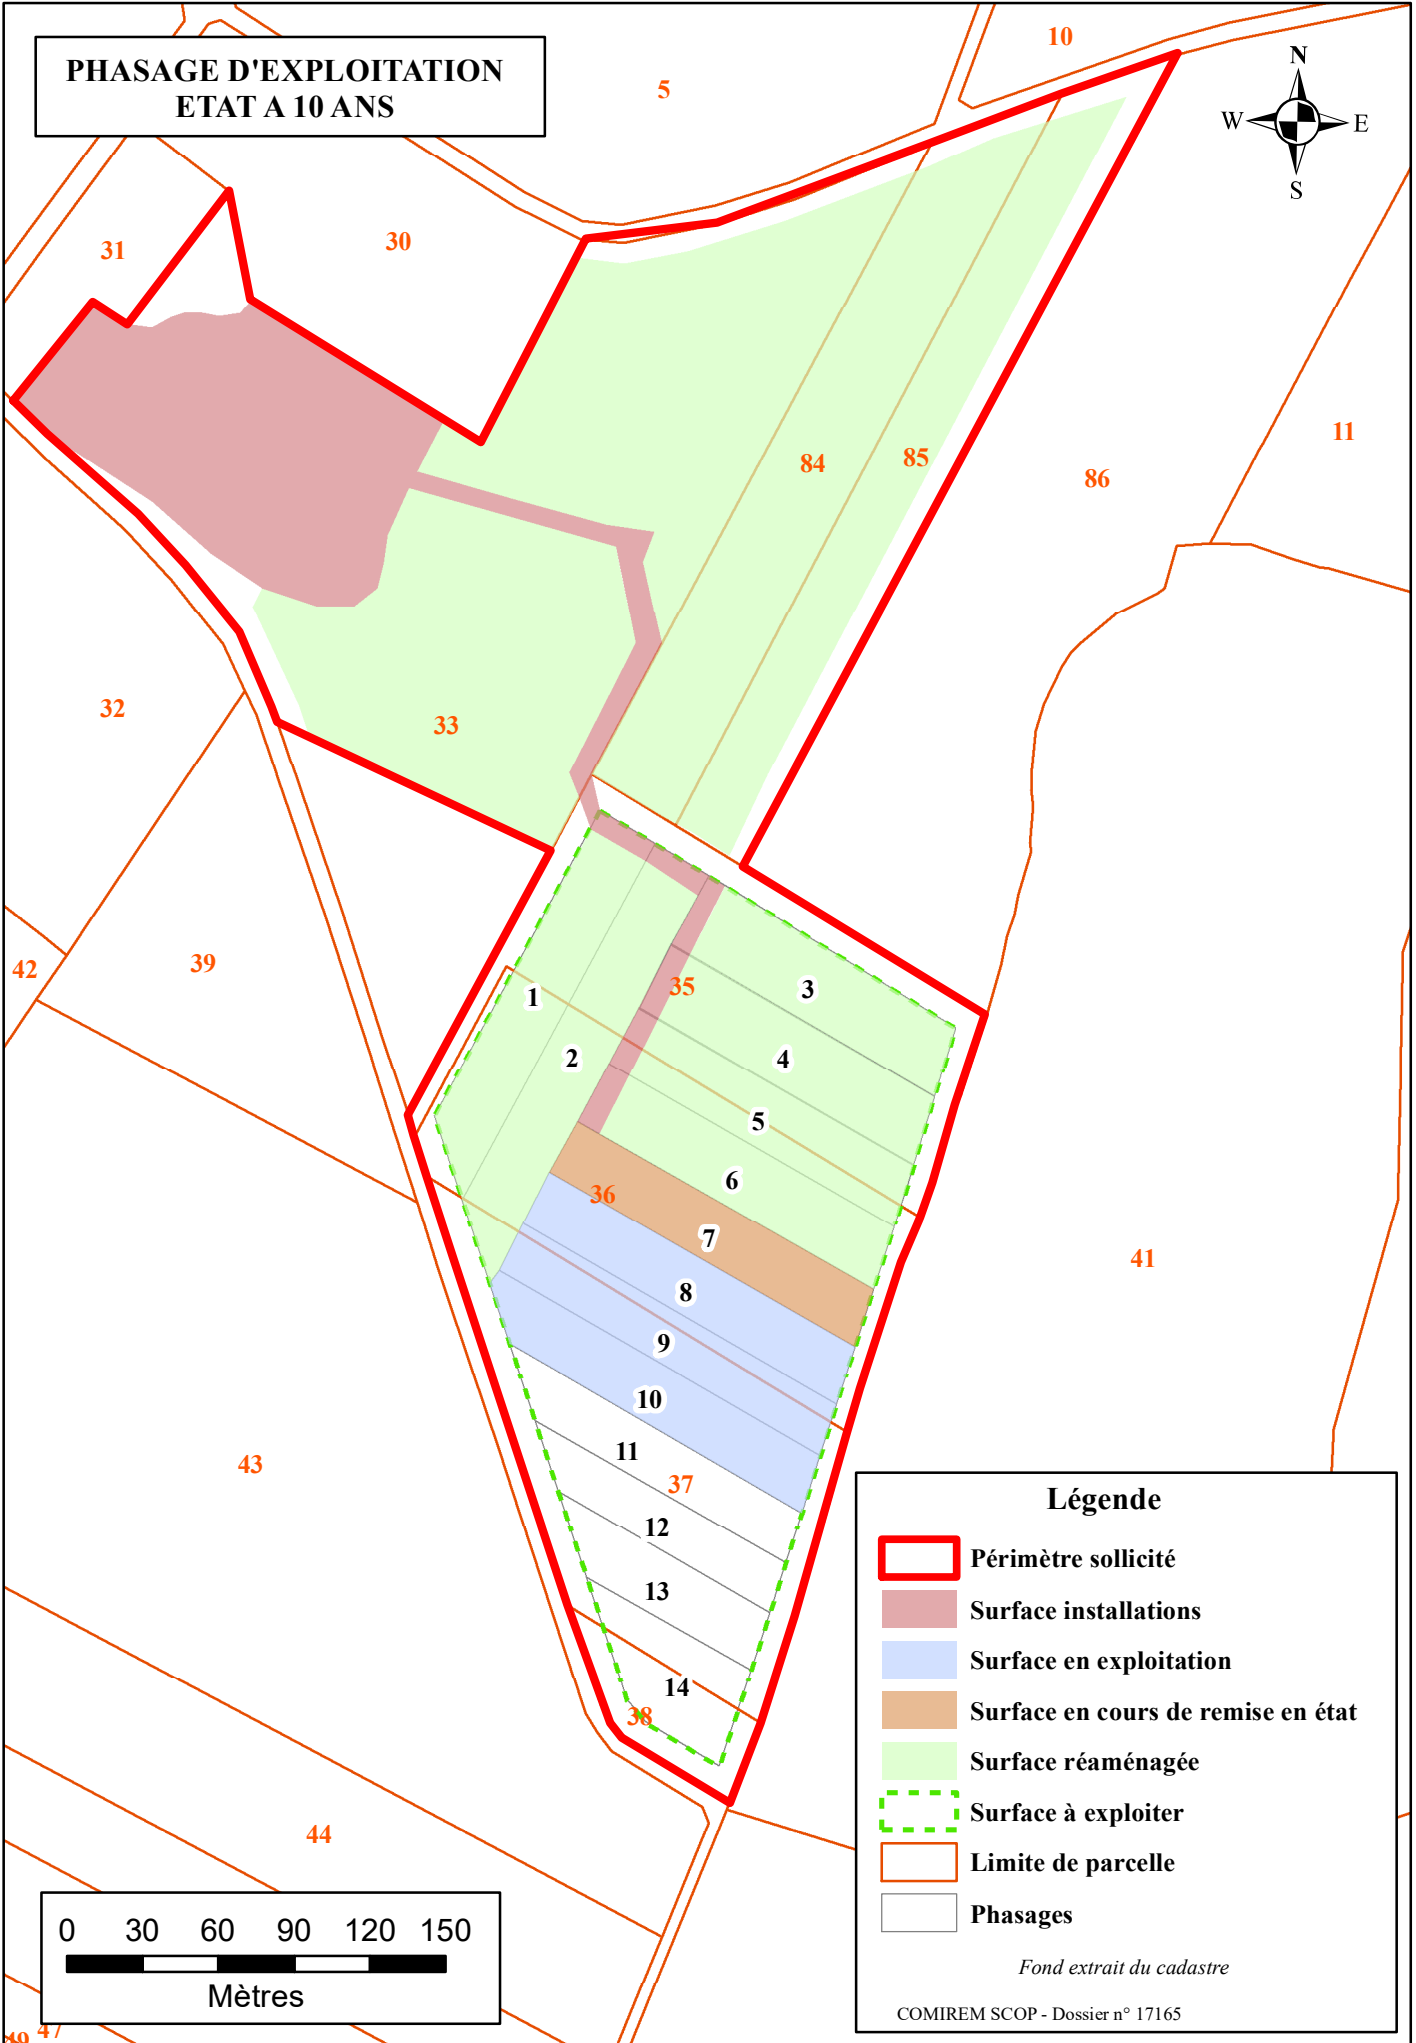 PHASAGE D'EXPLOITATION
ETAT A 10 ANS
10
5
N
W E
S
31
30
11
84
85
86
32
33
42
39
1
35
3
2
4
5
6
36
7
41
8
9
10
11
43
37
12
13
14
38
44
Légende
Périmètre sollicité
Surface installations
Surface en exploitation
Surface en cours de remise en état
Surface réaménagée
Surface à exploiter
Limite de parcelle
Phasages
Fond extrait du cadastre
COMIREM SCOP - Dossier n° 17165
0 30 60 90 120 150
Mètres
47
49